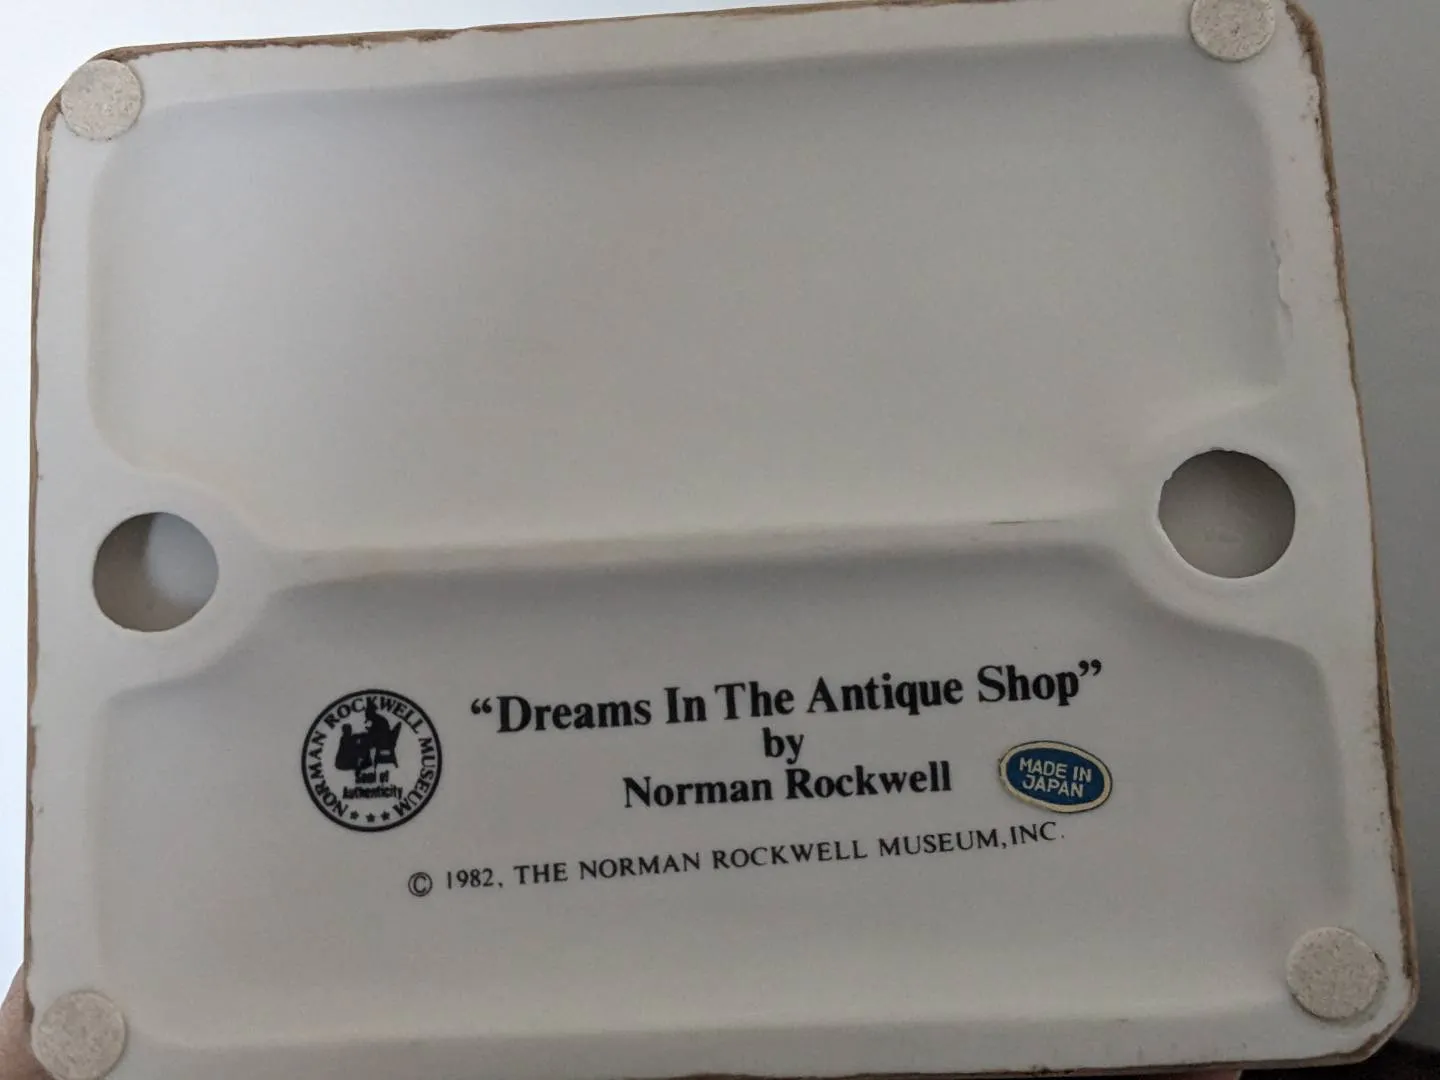 "Dreams In The Antique Shop"
by
Norman Rockwell
NORMAN ROCKWELL MUSEUM
Seal of
Authenticity
★ ★ ★
MADE IN
JAPAN
© 1982, THE NORMAN ROCKWELL MUSEUM, INC.